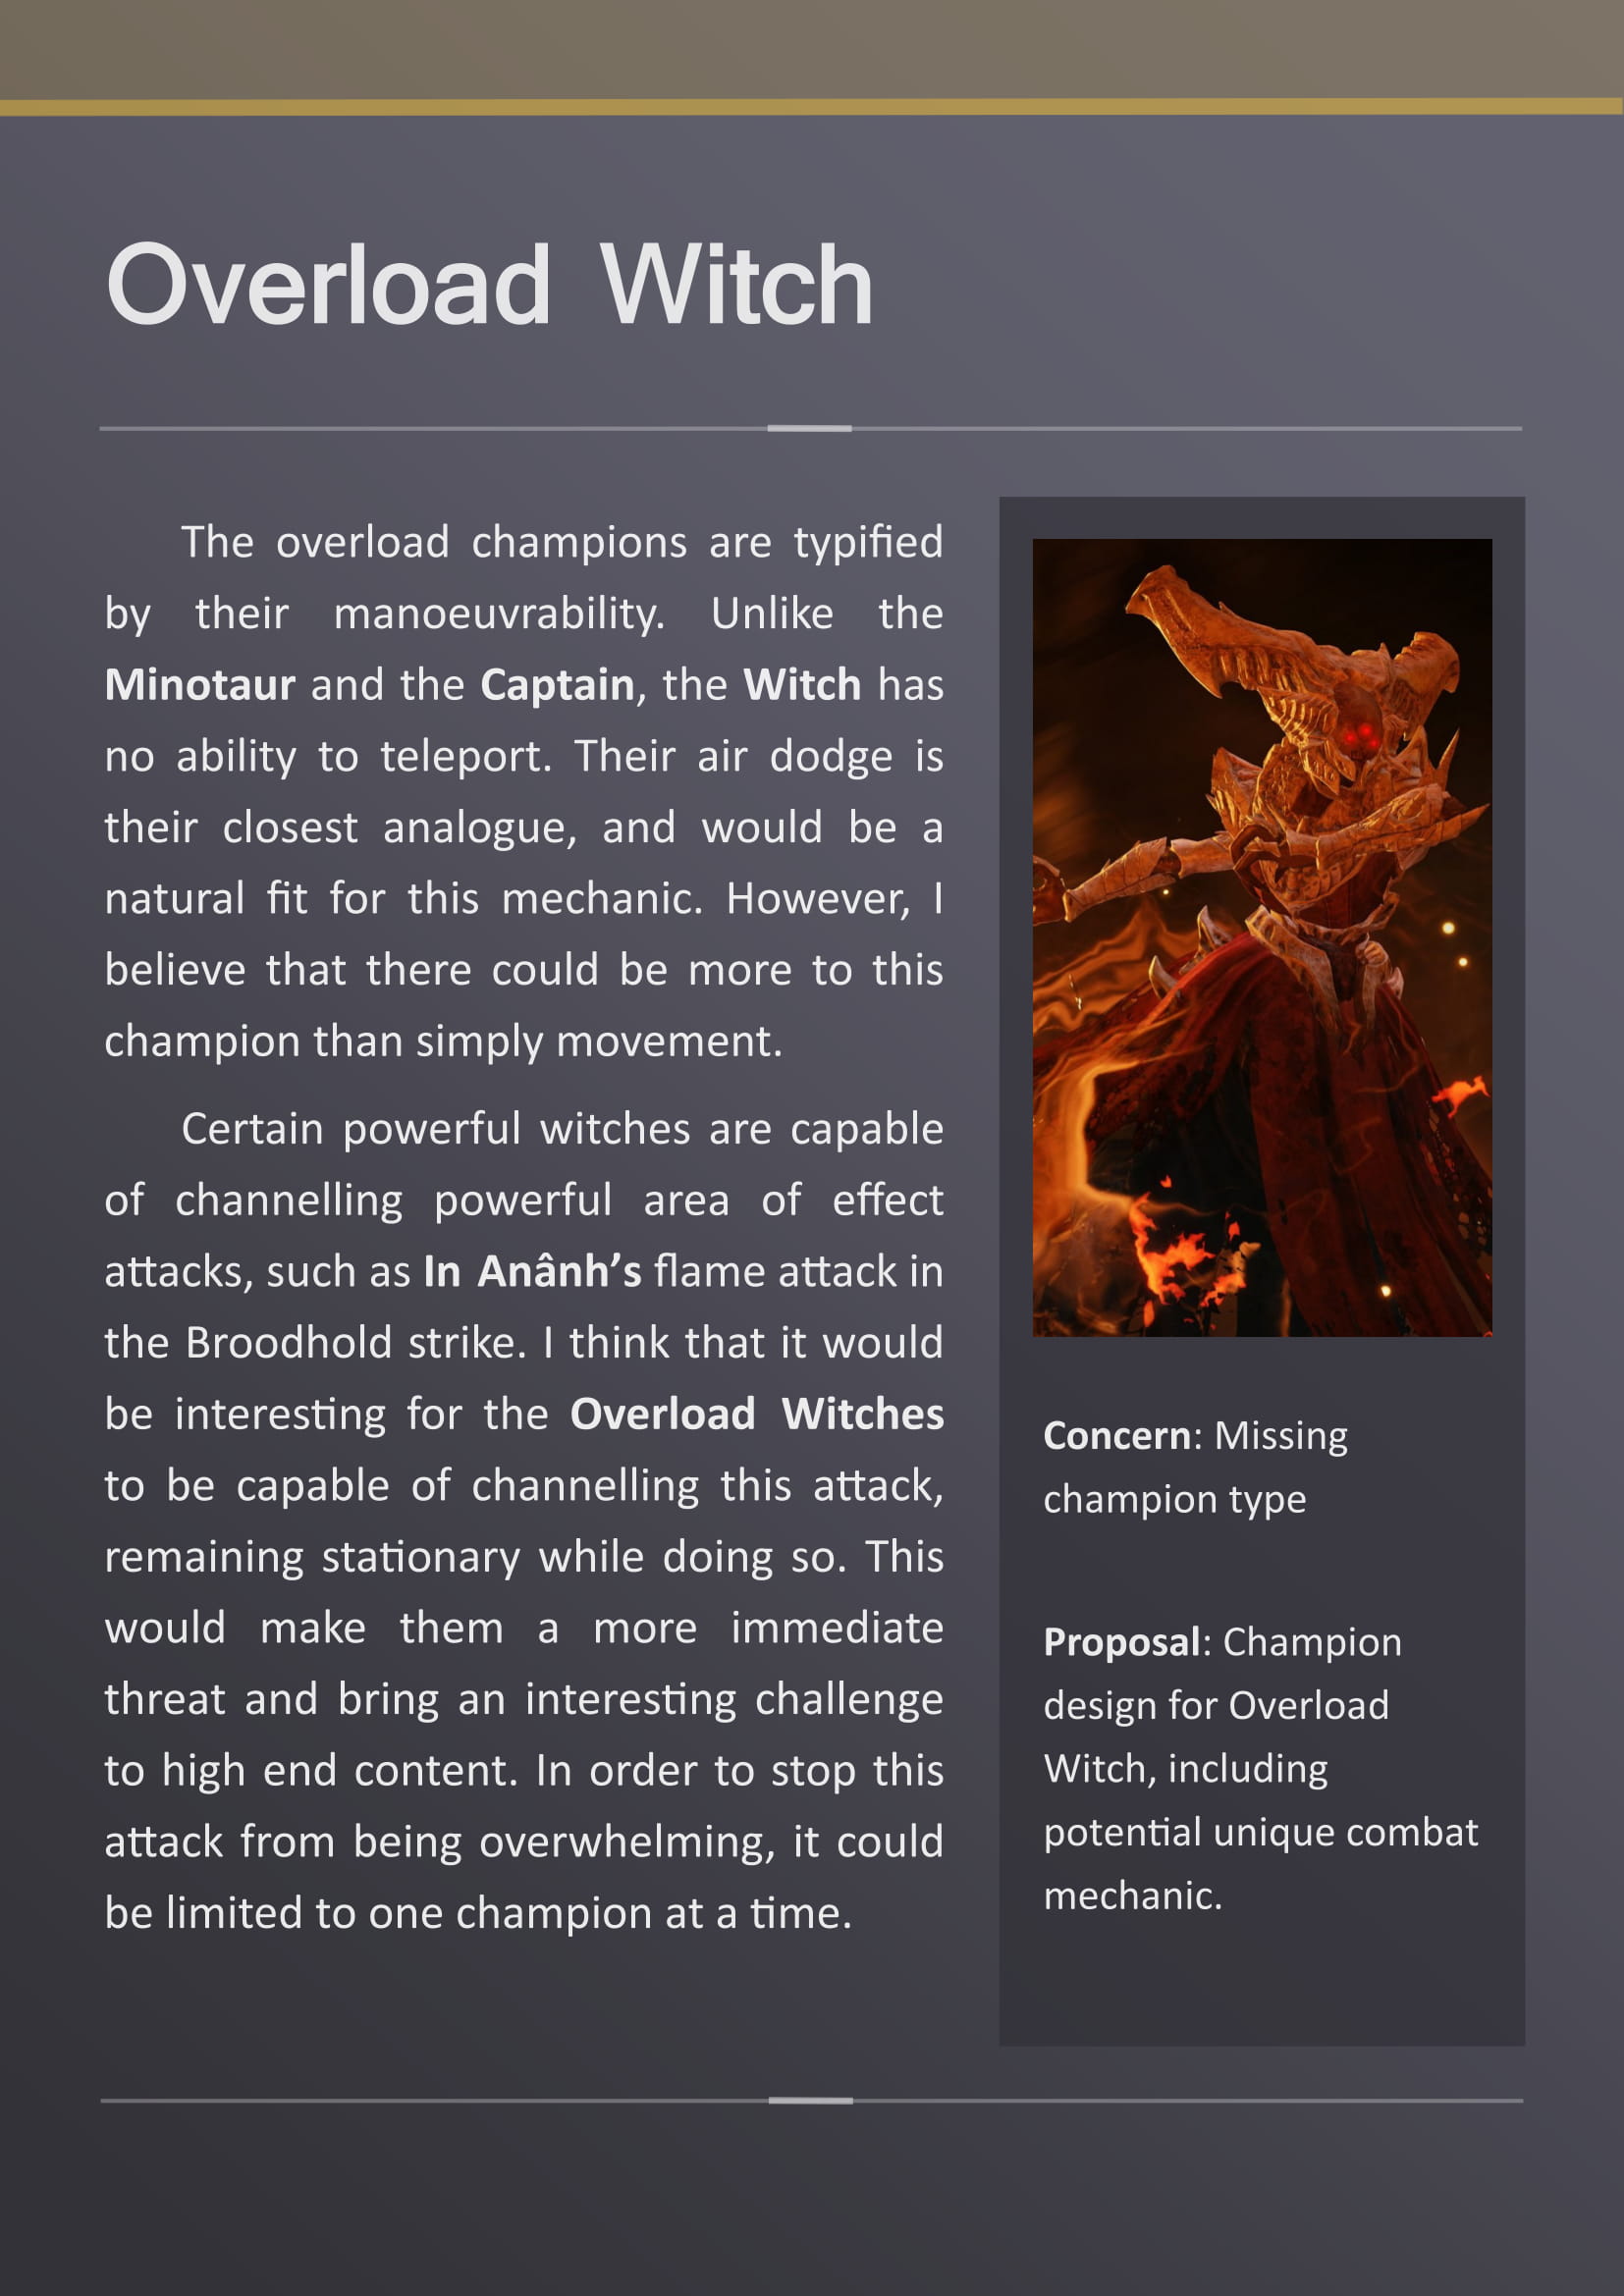 Overload Witch
The overload champions are typified
by their manoeuvrability. Unlike the
Minotaur and the Captain, the Witch has
no ability to teleport. Their air dodge is
their closest analogue, and would be a
natural fit for this mechanic. However, I
believe that there could be more to this
champion than simply movement.
Certain powerful witches are capable
of channelling powerful area of effect
attacks, such as In Anânh’s flame attack in
the Broodhold strike. I think that it would
be interesting for the Overload Witches
to be capable of channelling this attack,
remaining stationary while doing so. This
would make them a more immediate
threat and bring an interesting challenge
to high end content. In order to stop this
attack from being overwhelming, it could
be limited to one champion at a time.
Concern: Missing
champion type
Proposal: Champion
design for Overload
Witch, including
potential unique combat
mechanic.